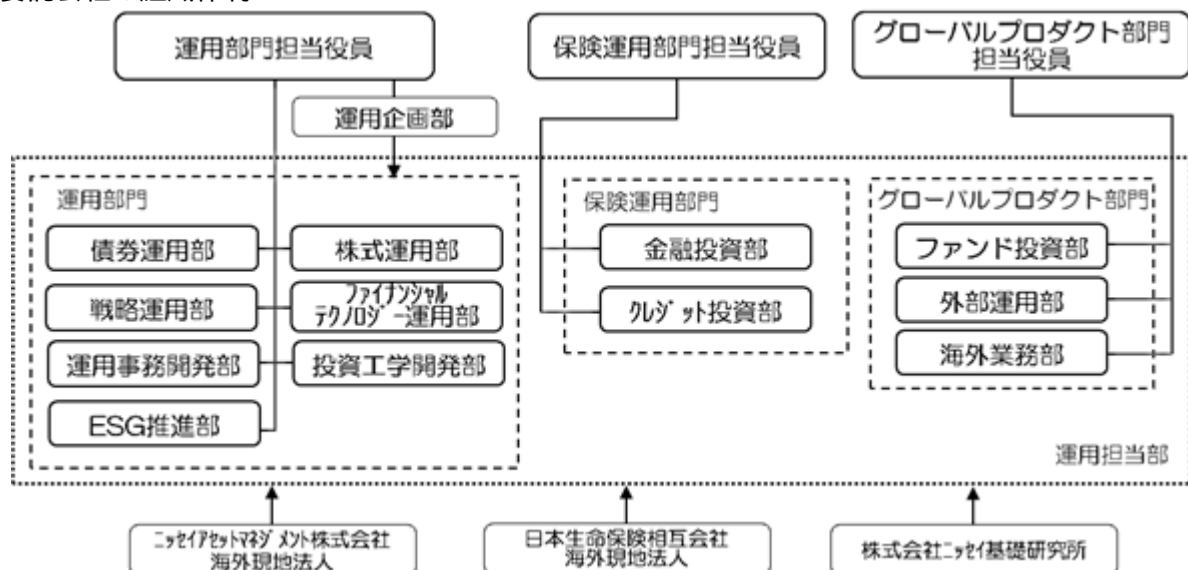 運用部門担当役員
保険運用部門担当役員
グローバルプロダクト部門
担当役員
運用企画部
運用部門
債券運用部
株式運用部
戦略運用部
ファイナンシャル
テクノロジー運用部
運用事務開発部
投資工学開発部
ESG推進部
保険運用部門
金融投資部
クレジット投資部
グローバルプロダクト部門
ファンド投資部
外部運用部
海外業務部
運用担当部
ニッセイアセットマネジメント株式会社
海外現地法人
日本生命保険相互会社
海外現地法人
株式会社ニッセイ基礎研究所